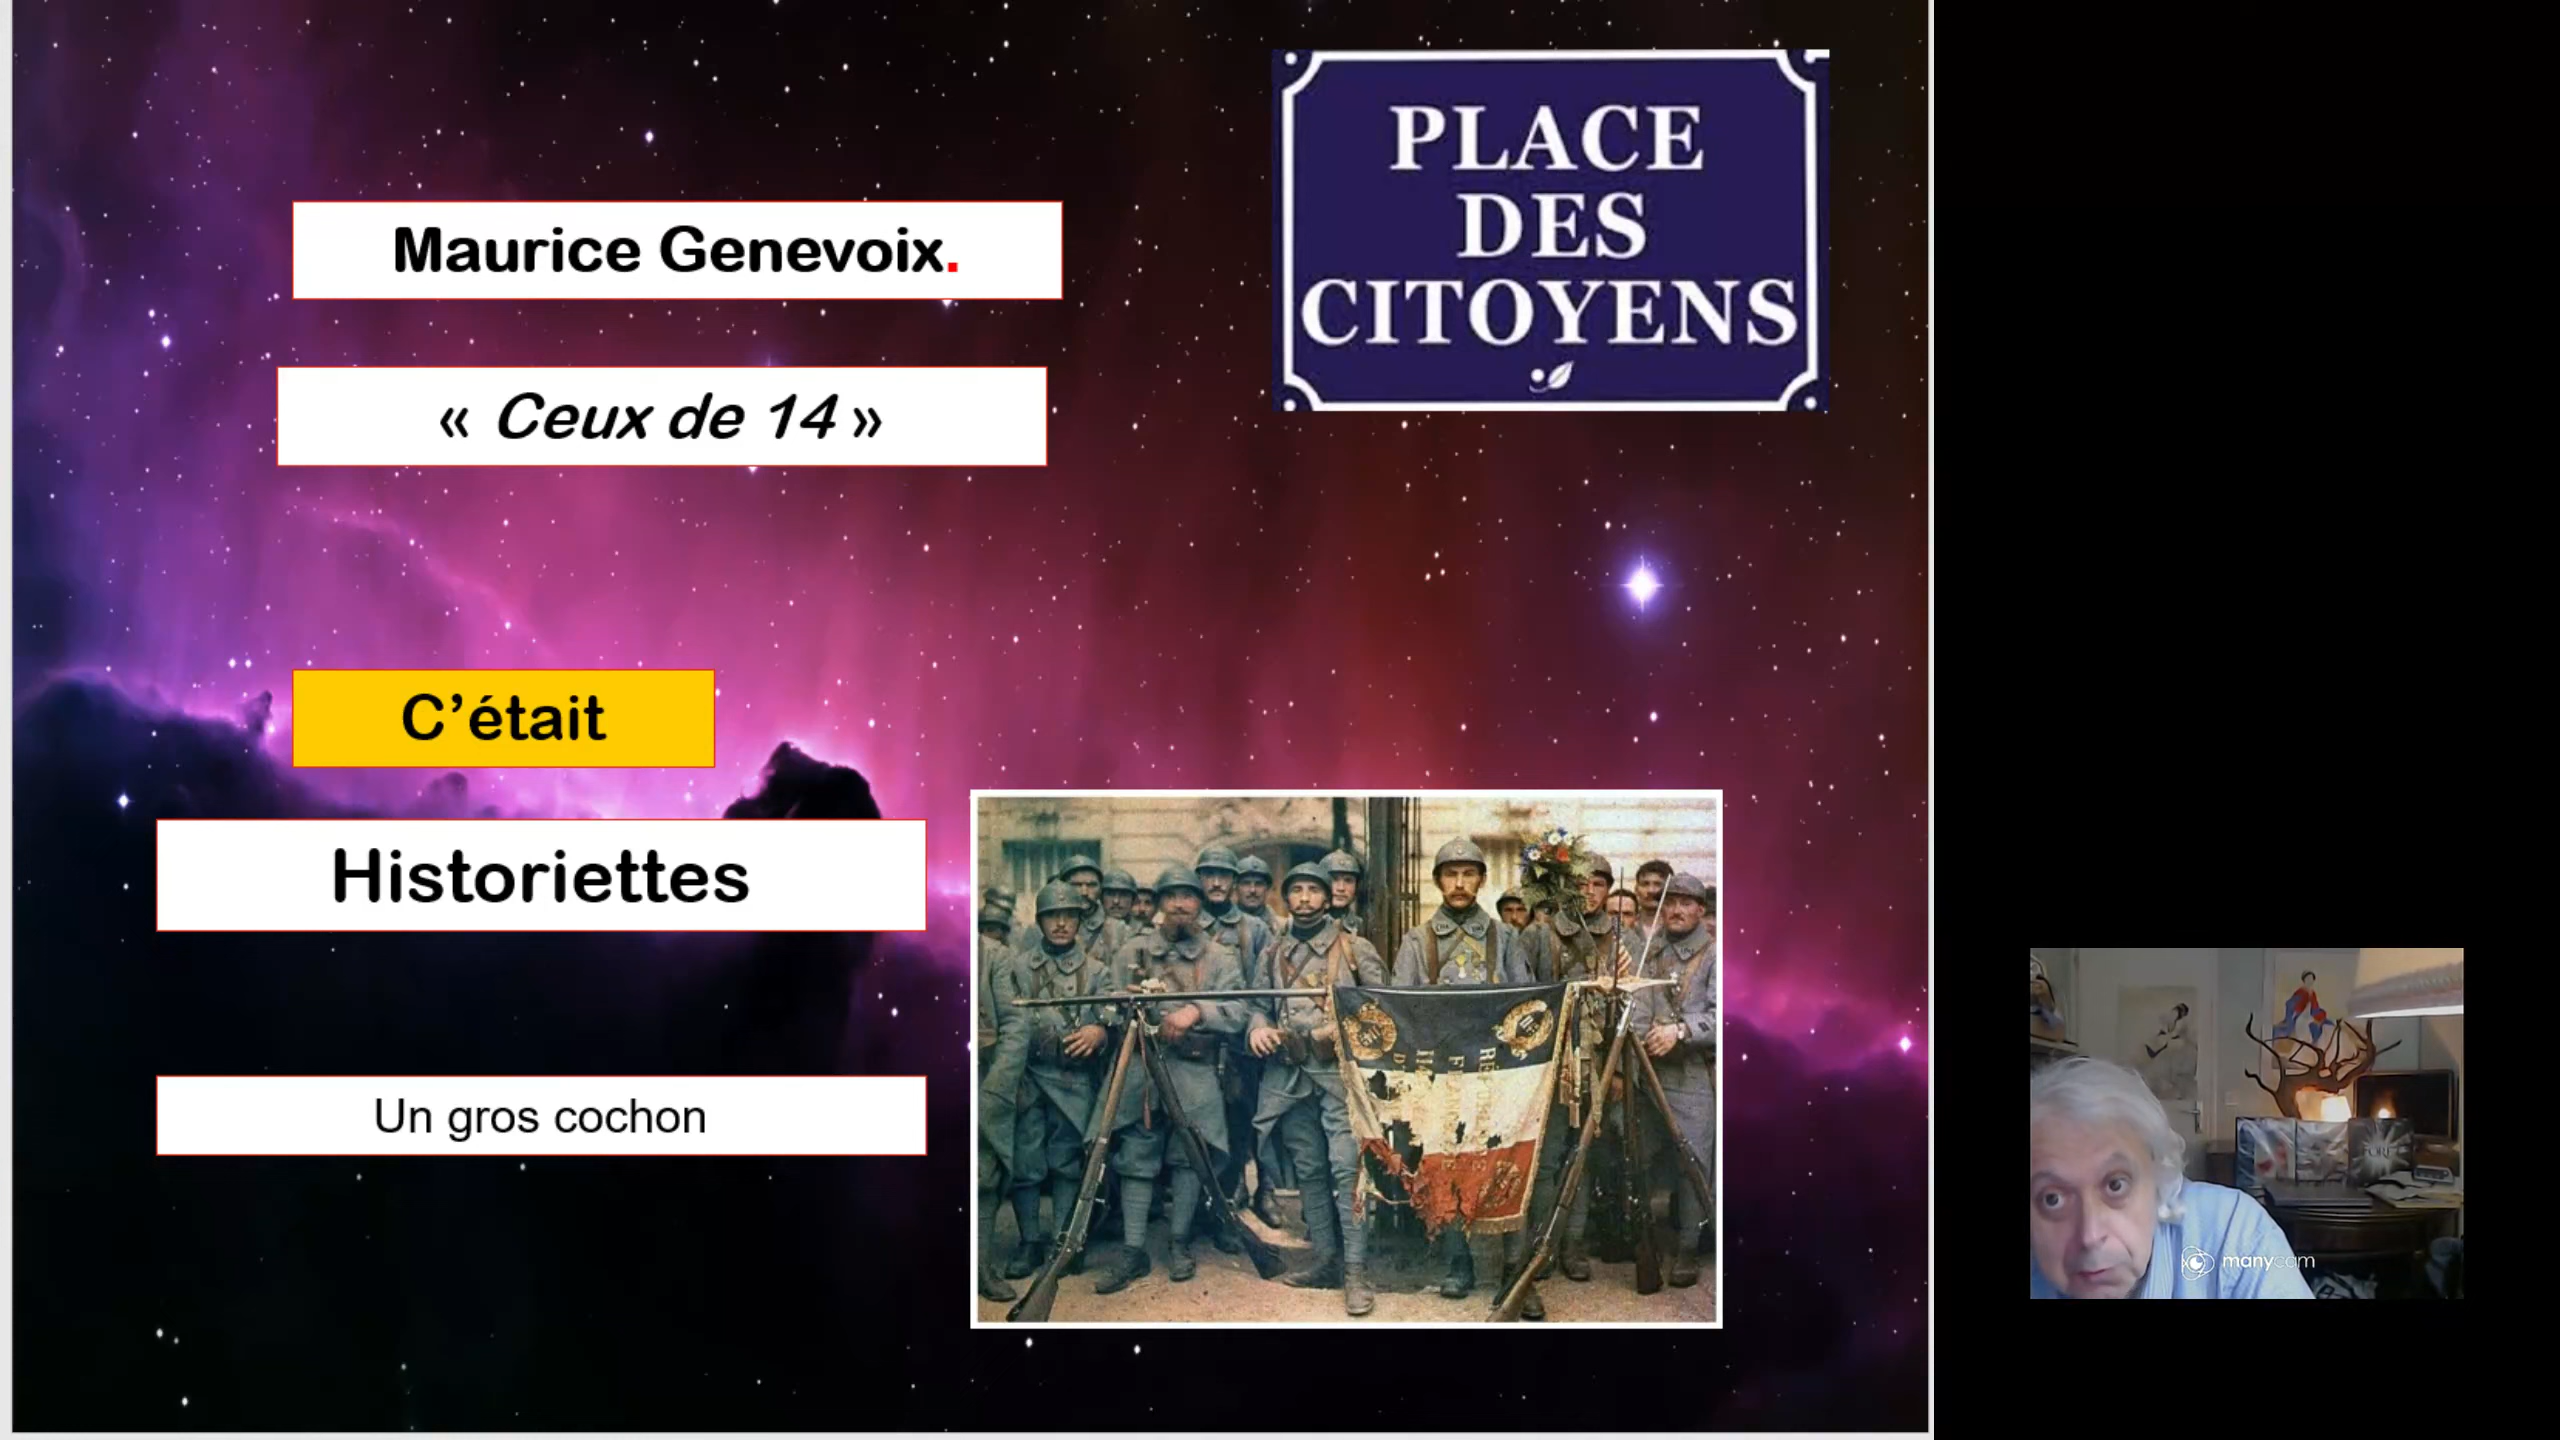 Maurice Genevoix.
« Ceux de 14 »
PLACE
DES
CITOYENS
C’était
Historiettes
Un gros cochon
manycam